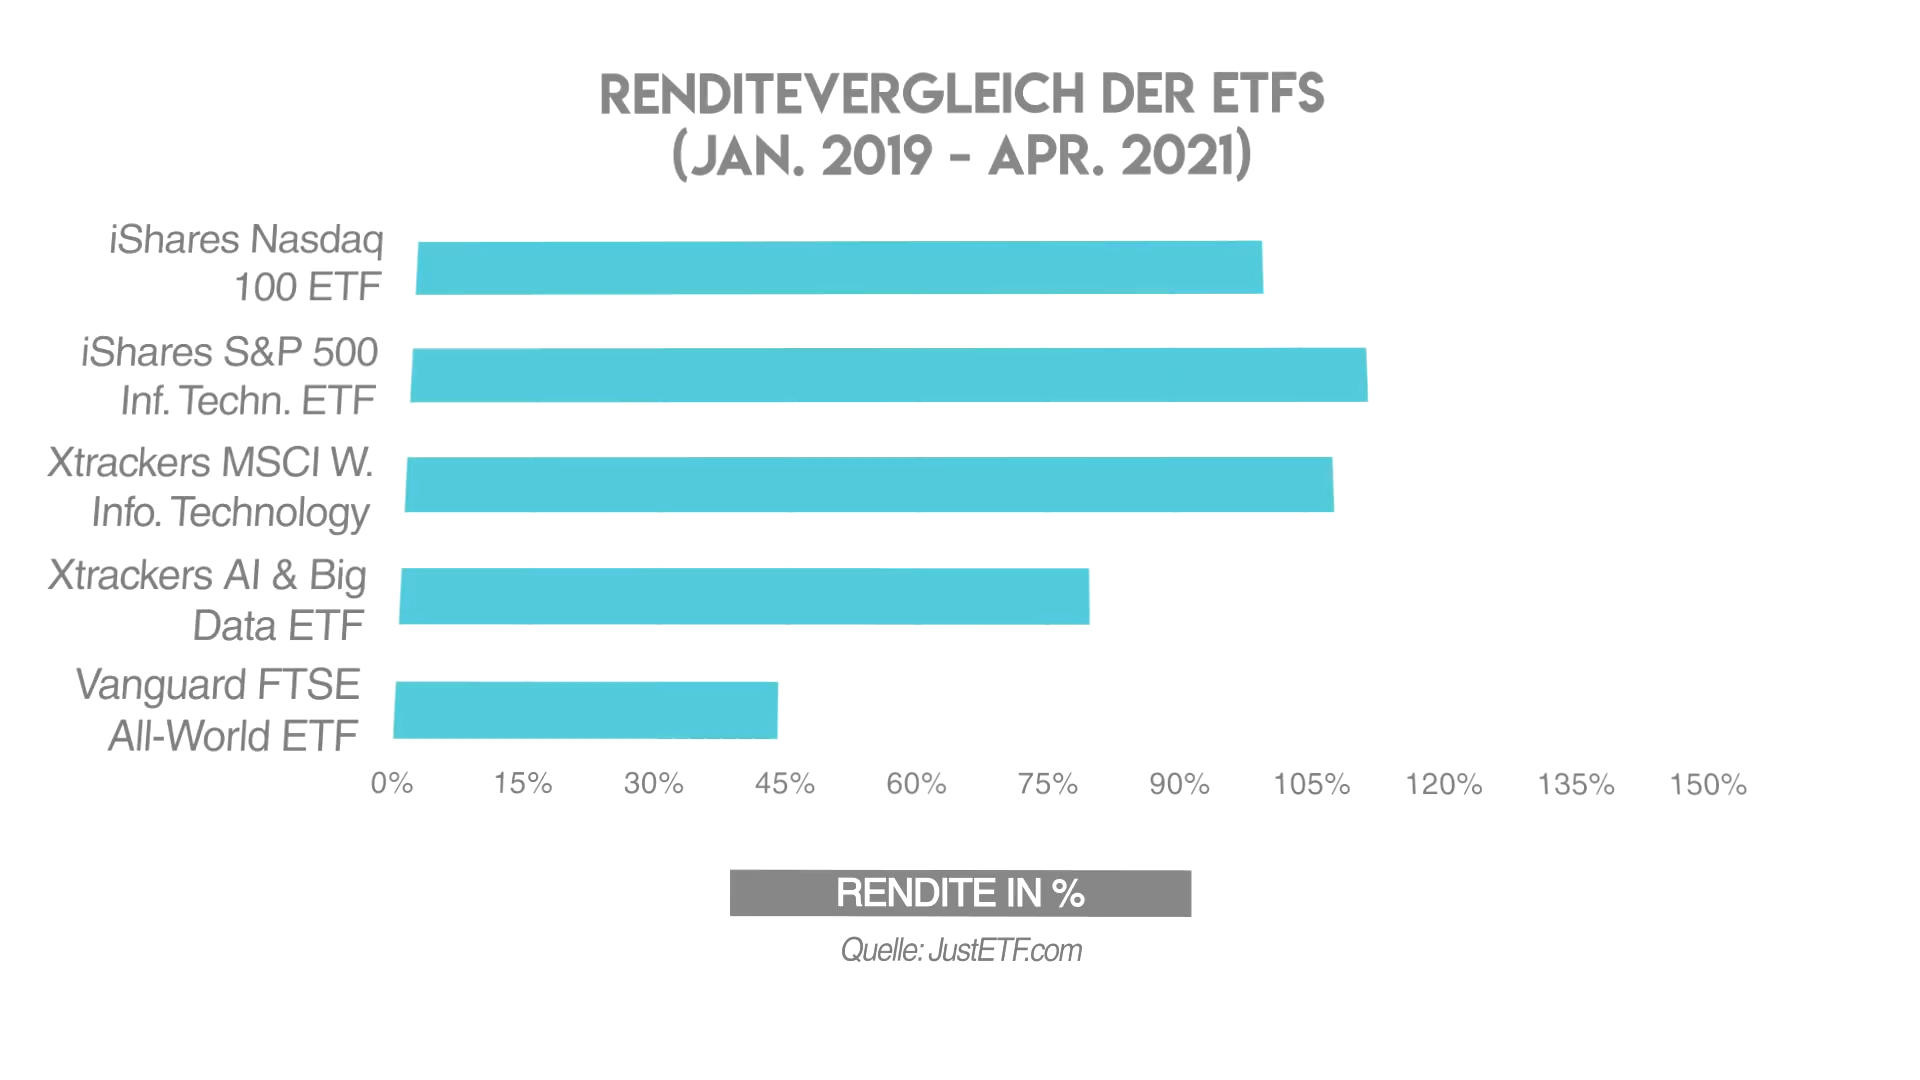 RENDITEVERGLEICH DER ETFS
(JAN. 2019 - APR. 2021)
iShares Nasdaq
100 ETF
iShares S&P 500
Inf. Techn. ETF
Xtrackers MSCI W.
Info. Technology
Xtrackers AI & Big
Data ETF
Vanguard FTSE
All-World ETF
0% 15% 30% 45% 60% 75% 90% 105% 120% 135% 150%
RENDITE IN %
Quelle: JustETF.com